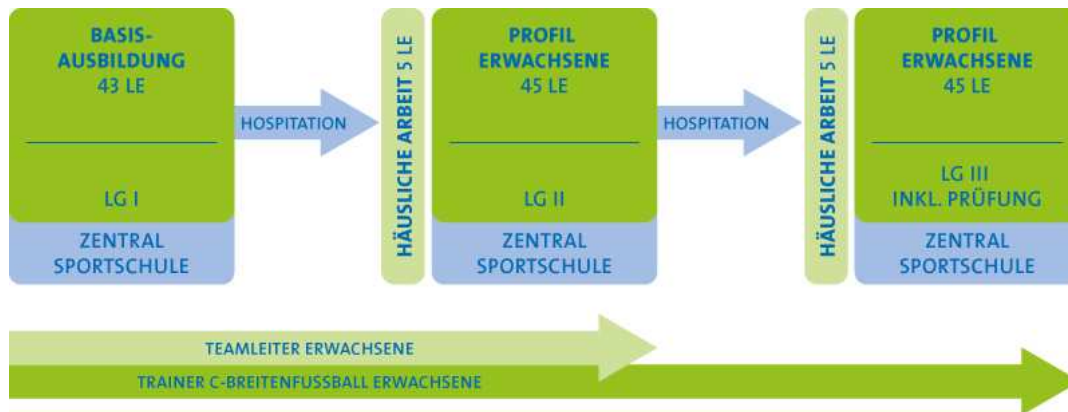 BASIS-
AUSBILDUNG
43 LE
LG I
ZENTRAL
SPORTSCHULE
HOSPITATION
HÄUSLICHE ARBEIT 5 LE
PROFIL
ERWACHSENE
45 LE
LG II
ZENTRAL
SPORTSCHULE
HOSPITATION
HÄUSLICHE ARBEIT 5 LE
PROFIL
ERWACHSENE
45 LE
LG III
INKL. PRÜFUNG
ZENTRAL
SPORTSCHULE
TEAMLEITER ERWACHSENE
TRAINER C-BREITENFUSSBALL ERWACHSENE